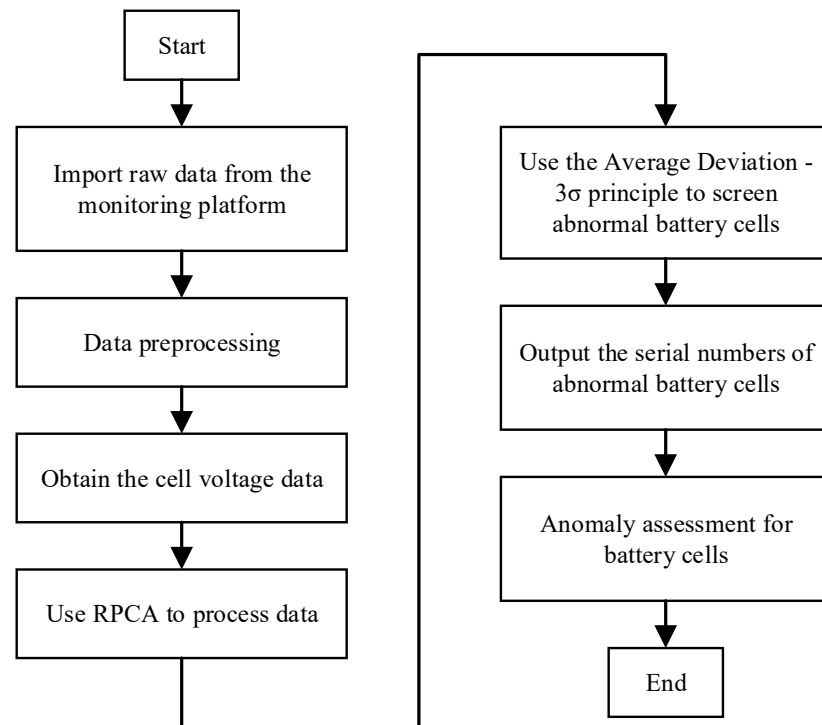 Start
Import raw data from the
monitoring platform
Data preprocessing
Obtain the cell voltage data
Use RPCA to process data
Use the Average Deviation -
3σ principle to screen
abnormal battery cells
Output the serial numbers of
abnormal battery cells
Anomaly assessment for
battery cells
End